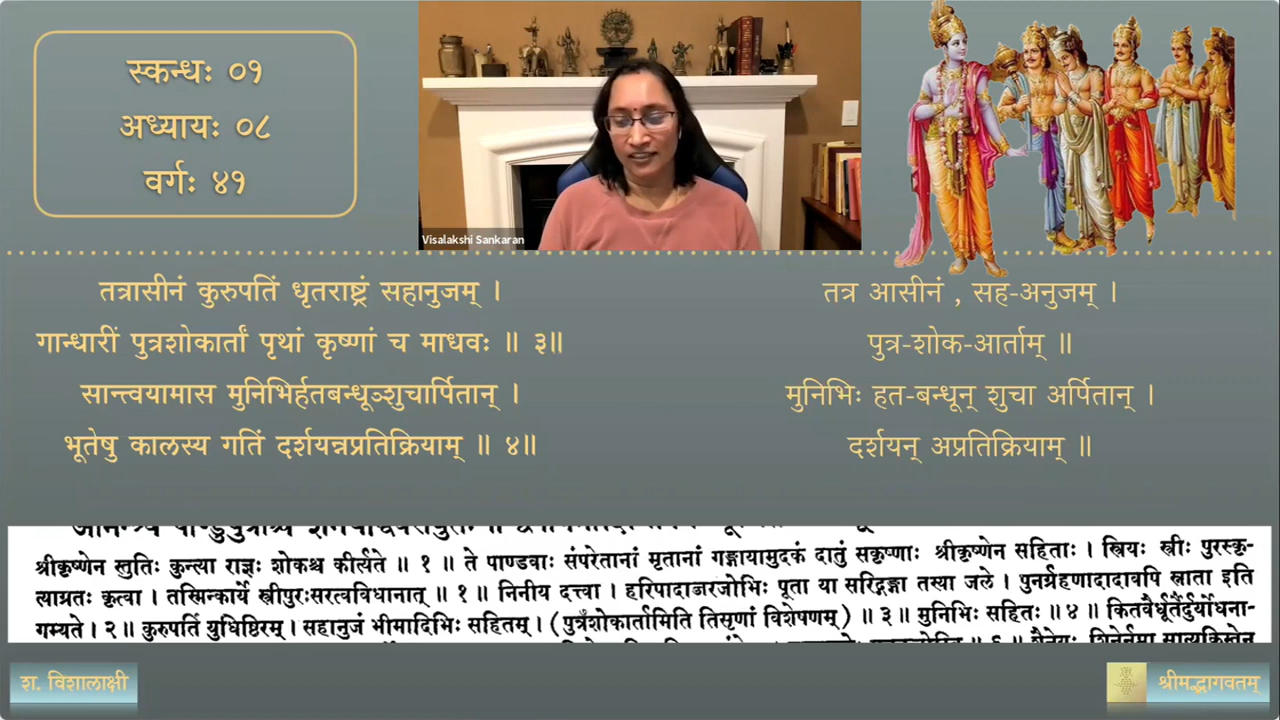 स्कन्धः ०१
अध्यायः ०८
वर्गः ४१
Visalakshi Sankaran
तत्रासीनं कुरुपतिं धृतराष्ट्रं सहानुजम् ।
गान्धारीं पुत्रशोकार्तां पृथां कृष्णां च माधवः ॥ ३॥
सान्त्वयामास मुनिभिर्हतबन्धूञ्शुचार्पितान् ।
भूतेषु कालस्य गतिं दर्शयन्नप्रतिक्रियाम् ॥ ४॥
तत्र आसीनं , सह-अनुजम् ।
पुत्र-शोक-आर्ताम् ॥
मुनिभिः हत-बन्धून् शुचा अर्पितान् ।
दर्शयन् अप्रतिक्रियाम् ॥
श्रीकृष्णेन स्तुतिः कुन्त्या राज्ञः शोकश्च कीर्त्यते ॥ १ ॥ ते पाण्डवाः संपरेतानां मृतानां गङ्गायामुदकं दातुं सकृष्णाः श्रीकृष्णेन सहिताः । स्त्रियः स्त्रीः पुरस्कृ-
त्याग्रतः कृत्वा । तस्मिन्कार्ये स्त्रीपुरःसरत्वविधानात् ॥ १ ॥ निनीय दत्त्वा । हरिपादाब्जरजोभिः पूता या सरिद्गङ्गा तस्या जले । पुनर्ग्रहणादादावपि स्नाता इति
गम्यते । २ ॥ कुरुपतिं युधिष्ठिरम् । सहानुजं भीमादिभिः सहितम् । (पुत्रशोकार्तामिति तिसृणां विशेषणम्) ॥ ३ ॥ मुनिभिः सहितः ॥ ४ ॥ कितवैर्धूर्तैर्दुर्योधना-
श. विशालाक्षी
श्रीमद्भागवतम्